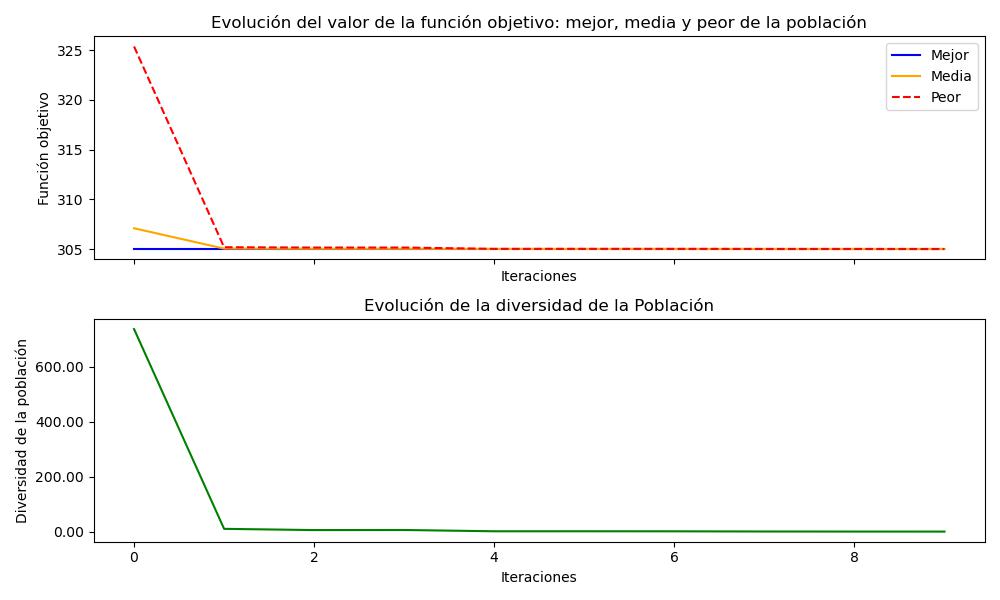 Evolución del valor de la función objetivo: mejor, media y peor de la población
325
320
315
310
305
Función objetivo
Mejor
Media
Peor
Iteraciones
Evolución de la diversidad de la Población
600.00
400.00
200.00
0.00
Diversidad de la población
0 2 4 6 8
Iteraciones